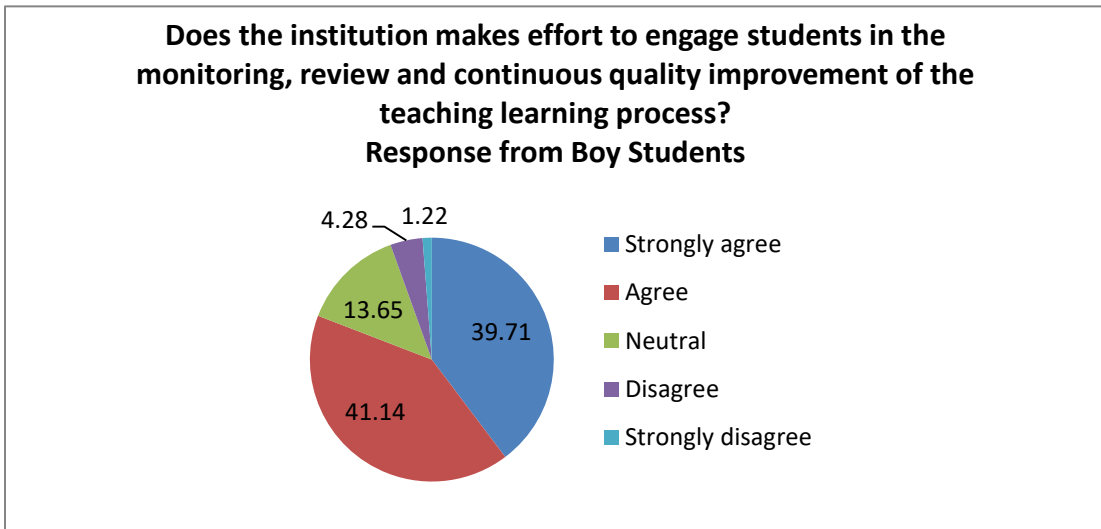 Does the institution makes effort to engage students in the
monitoring, review and continuous quality improvement of the
teaching learning process?
Response from Boy Students
4.28
1.22
13.65
39.71
41.14
Strongly agree
Agree
Neutral
Disagree
Strongly disagree